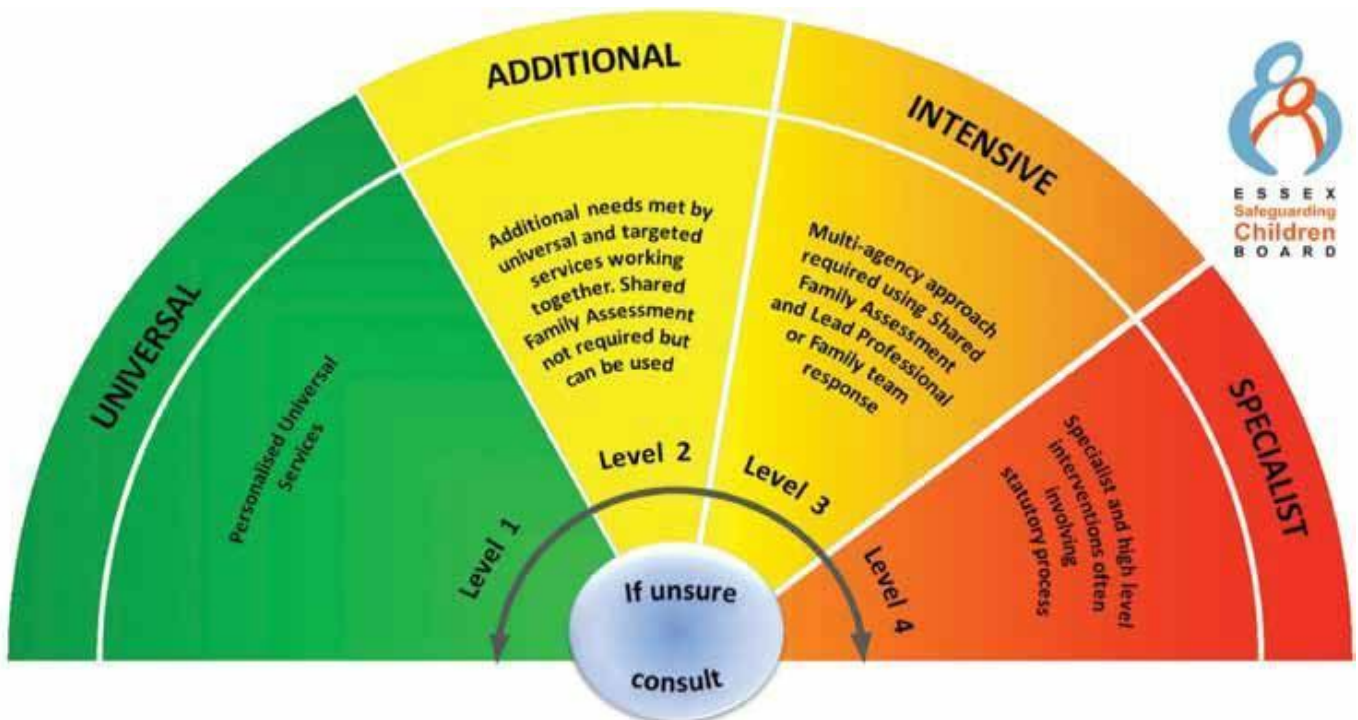 UNIVERSAL
Personalised Universal
Services
Level 1
ADDITIONAL
Additional needs met by
universal and targeted
services working
together. Shared
Family Assessment
not required but
can be used
Level 2
INTENSIVE
Multi-agency approach
required using Shared
Family Assessment
and Lead Professional
or Family team
response
Level 3
SPECIALIST
Specialist and high level
interventions often
involving
statutory process
Level 4
If unsure
consult
ESSEX
Safeguarding
Children
BOARD